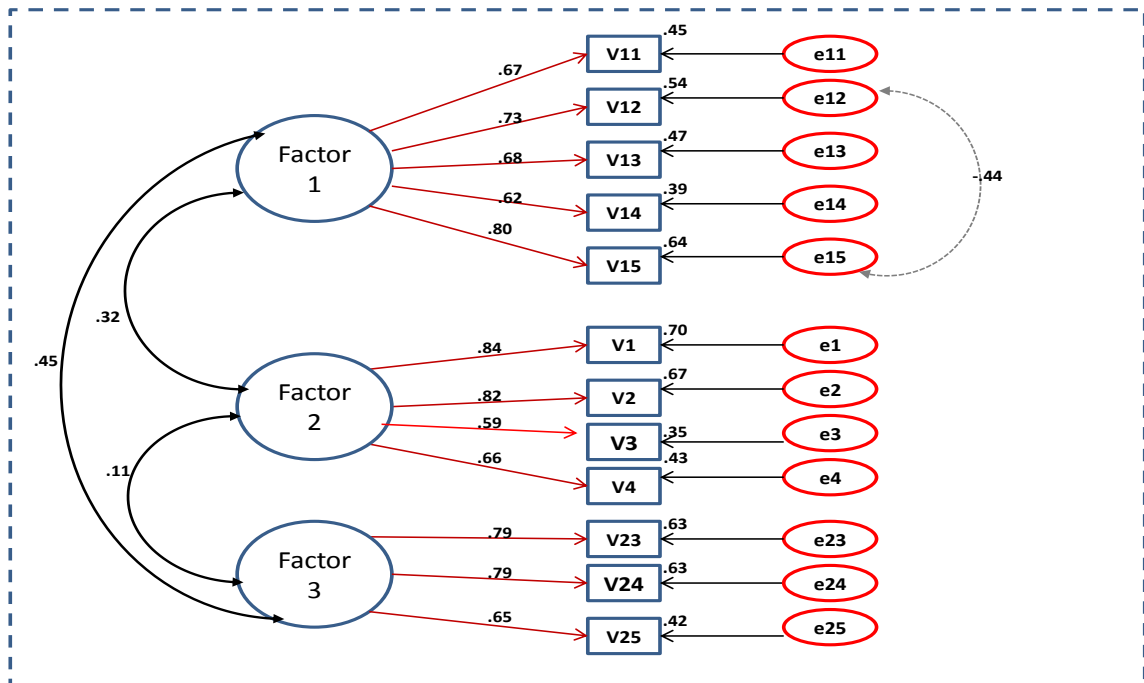 .45
V11
e11
.67
.54
V12
e12
.73
.47
V13
e13
Factor
1
.68
-.44
.39
V14
e14
.62
.80
.64
V15
e15
.32
.45
.70
V1
e1
.84
.67
V2
e2
Factor
2
.82
.59
V3
.35
e3
.66
.43
V4
e4
.11
.63
V23
e23
.79
Factor
3
.79
.63
V24
e24
.65
.42
V25
e25